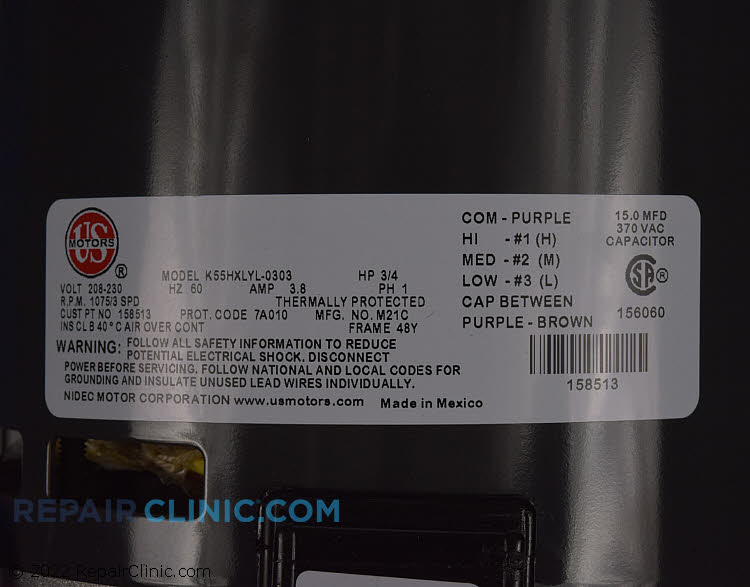 US
MOTORS
®
MODEL K55HXLYL-0303 HP 3/4
VOLT 208-230 HZ 60 AMP 3.8 PH 1
R.P.M. 1075/3 SPD THERMALLY PROTECTED
CUST PT NO 158513 PROT. CODE 7A010 MFG. NO. M21C
INS CL B 40°C AIR OVER CONT FRAME 48Y
WARNING: FOLLOW ALL SAFETY INFORMATION TO REDUCE
POTENTIAL ELECTRICAL SHOCK. DISCONNECT
POWER BEFORE SERVICING. FOLLOW NATIONAL AND LOCAL CODES FOR
GROUNDING AND INSULATE UNUSED LEAD WIRES INDIVIDUALLY.
NIDEC MOTOR CORPORATION www.usmotors.com Made in Mexico
COM - PURPLE
HI - #1 (H)
MED - #2 (M)
LOW - #3 (L)
CAP BETWEEN
PURPLE - BROWN
15.0 MFD
370 VAC
CAPACITOR
SA
®
156060
158513
REPAIR CLINIC.COM
© 2022 RepairClinic.com